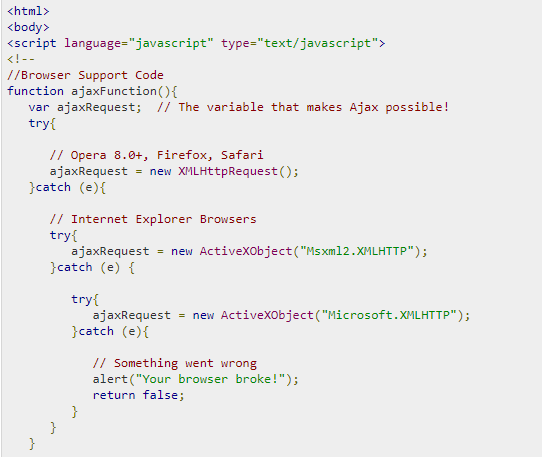 <html>
<body>
<script language="javascript" type="text/javascript">
<!--
//Browser Support Code
function ajaxFunction(){
   var ajaxRequest;  // The variable that makes Ajax possible!
   try{

      // Opera 8.0+, Firefox, Safari
      ajaxRequest = new XMLHttpRequest();
   }catch (e){

      // Internet Explorer Browsers
      try{
         ajaxRequest = new ActiveXObject("Msxml2.XMLHTTP");
      }catch (e) {

         try{
            ajaxRequest = new ActiveXObject("Microsoft.XMLHTTP");
         }catch (e){

            // Something went wrong
            alert("Your browser broke!");
            return false;
         }
      }
   }